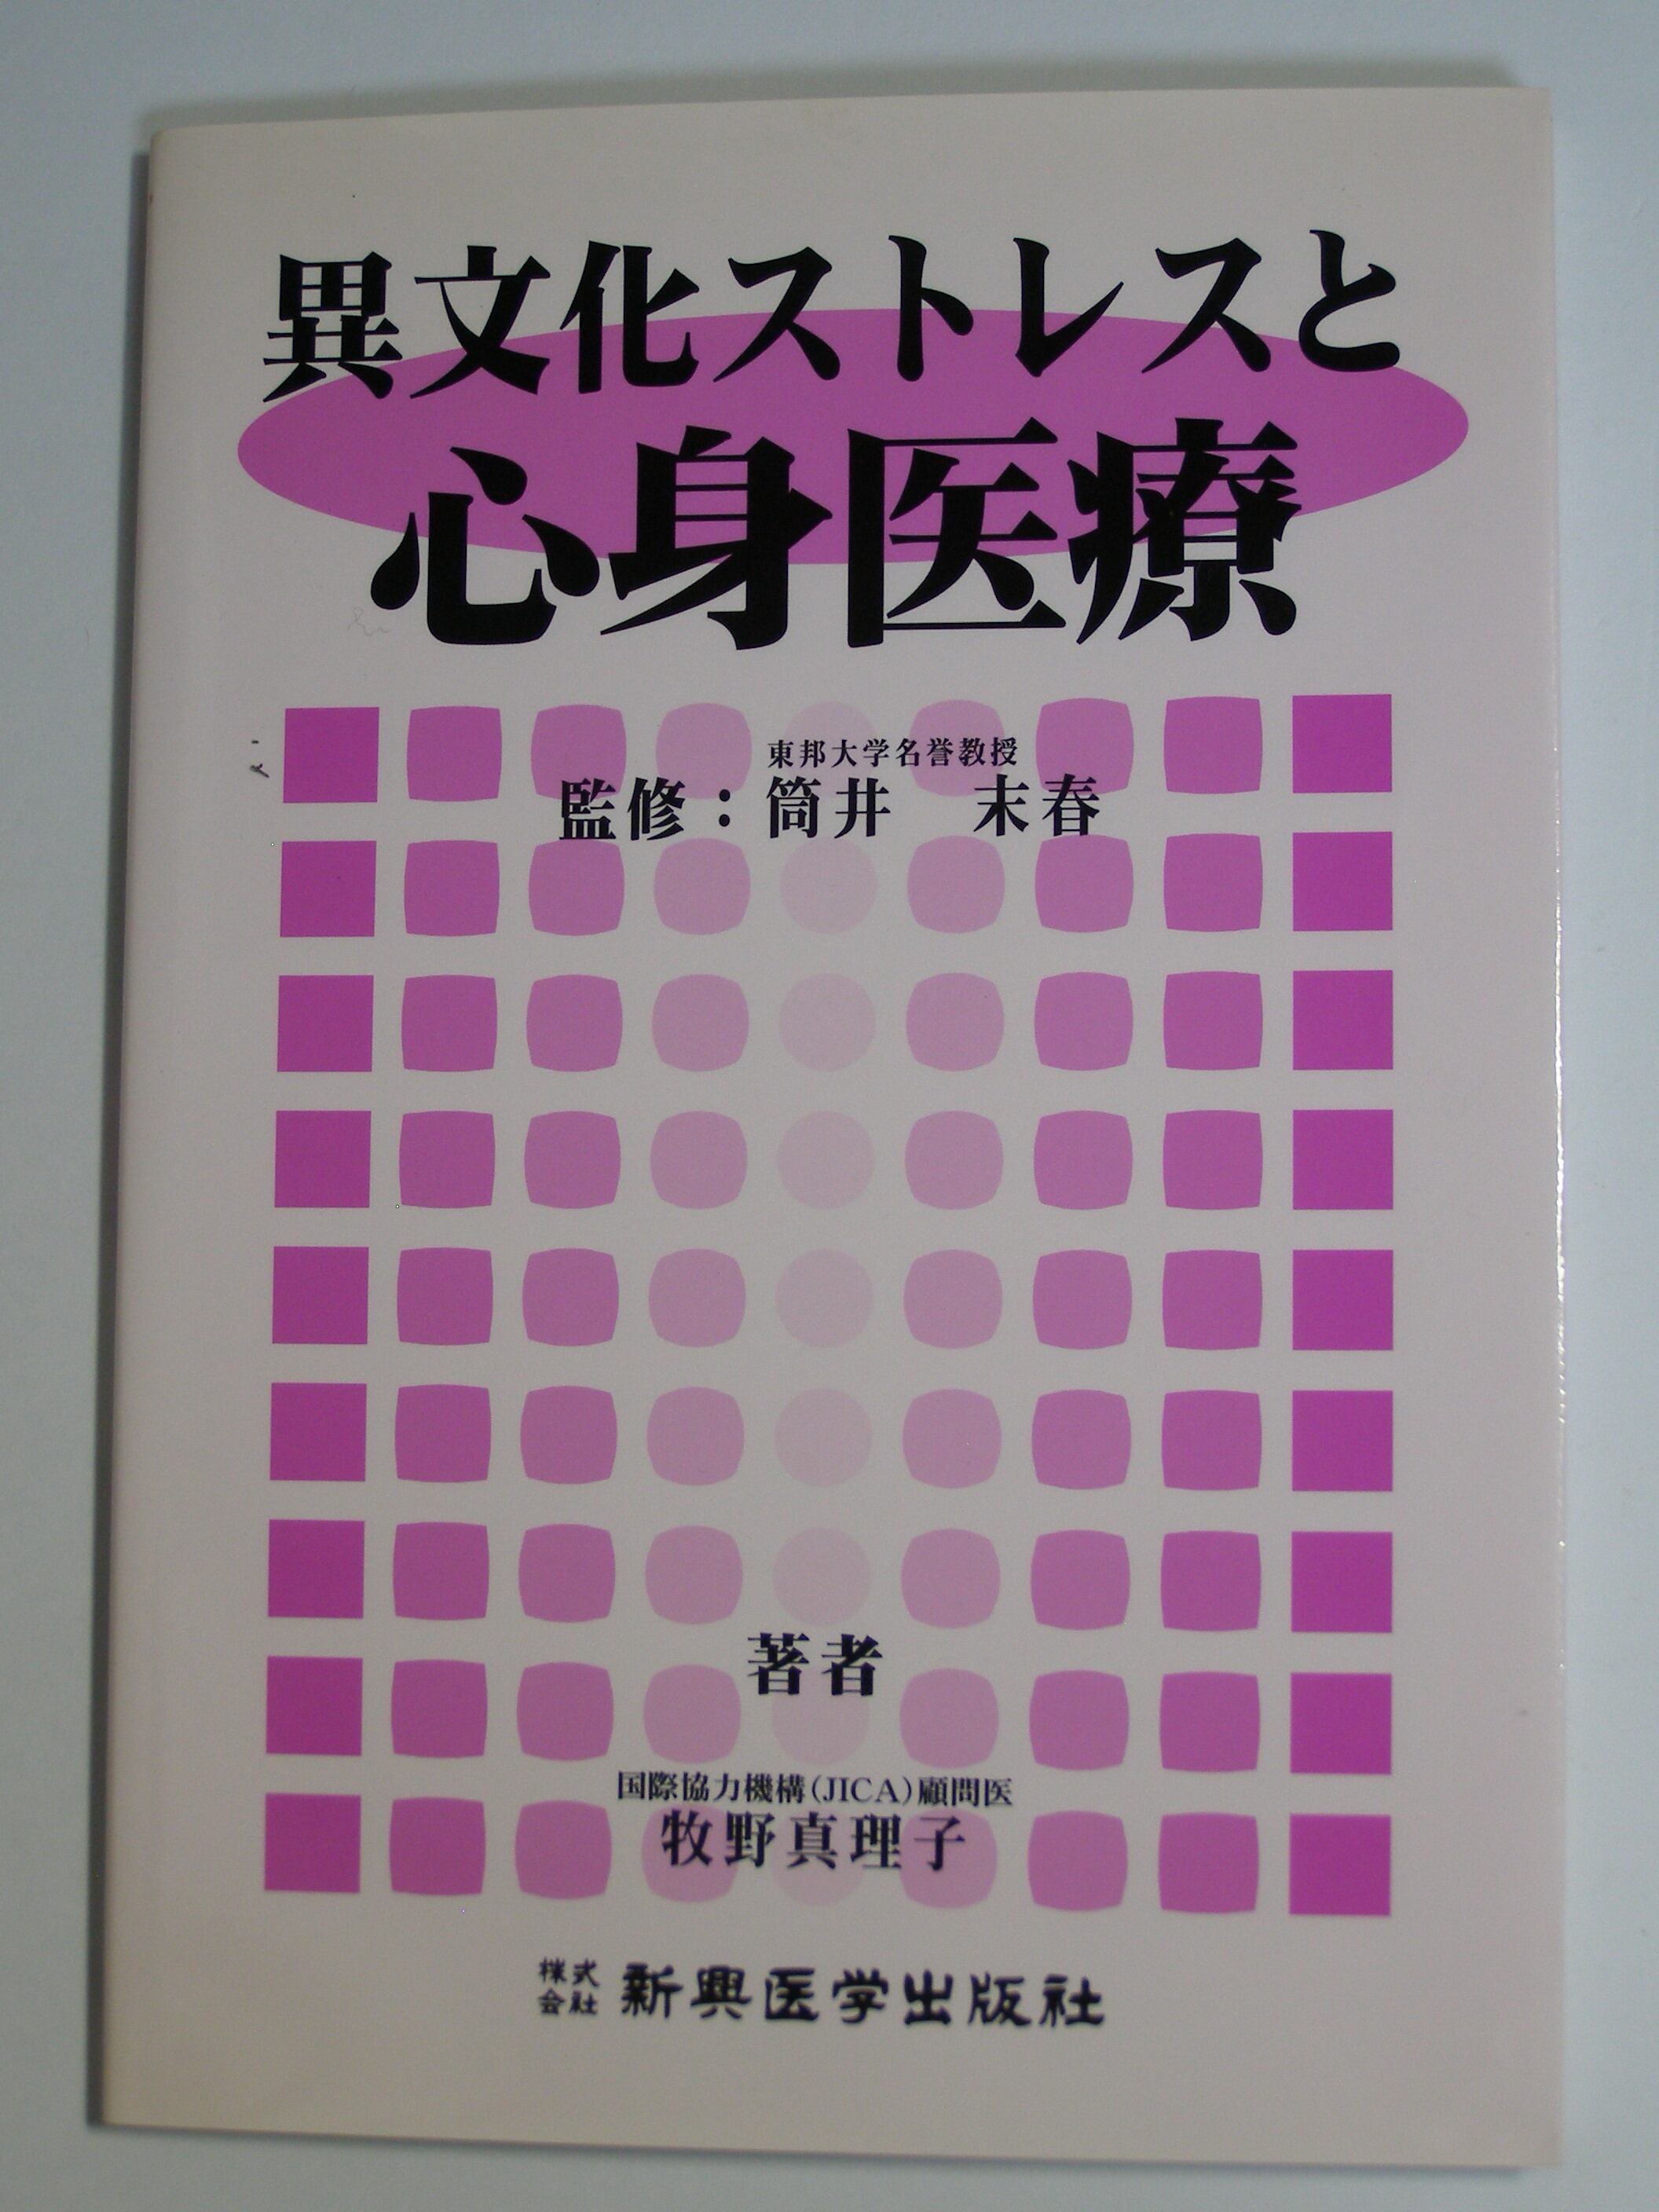 異文化ストレスと
心身医療
東邦大学名誉教授
監修：筒井　末春
著者
国際協力機構（JICA）顧問医
牧野真理子
株式会社 新興医学出版社